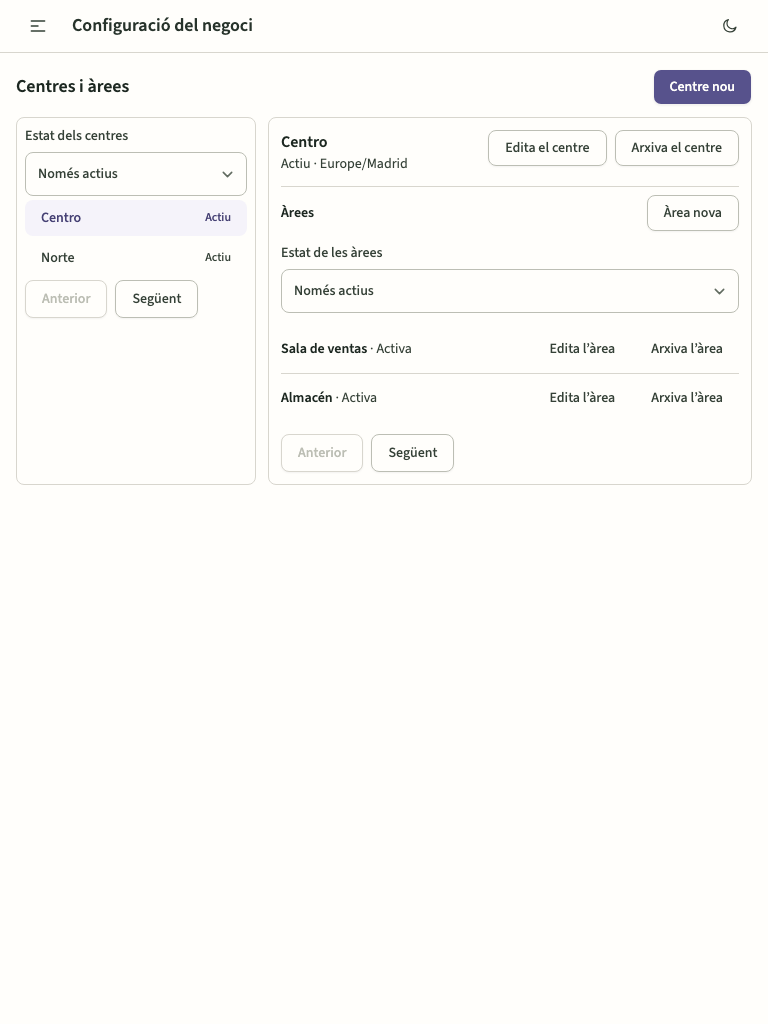 Configuració del negoci
Centres i àrees
Centre nou
Estat dels centres
Només actius
Centro Actiu
Norte Actiu
Anterior Següent
Centro
Actiu · Europe/Madrid
Edita el centre Arxiva el centre
Àrees
Àrea nova
Estat de les àrees
Només actius
Sala de ventas · Activa Edita l’àrea Arxiva l’àrea
Almacén · Activa Edita l’àrea Arxiva l’àrea
Anterior Següent